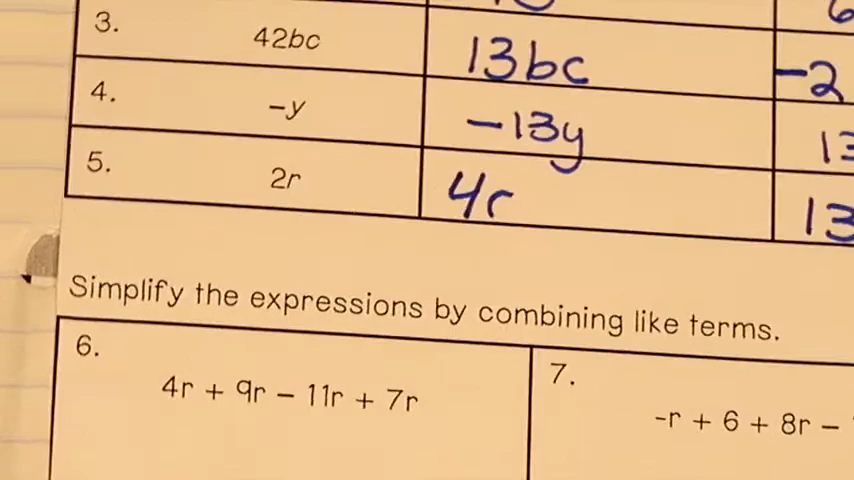 3. 42bc 13bc
4. -y -13y
5. 2r 4r
Simplify the expressions by combining like terms.
6. 7.
4r + 9r - 11r + 7r -r + 6 + 8r -